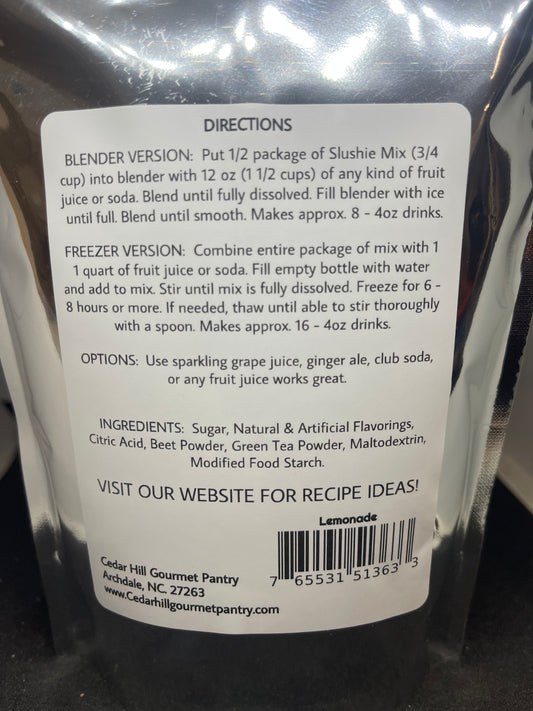 DIRECTIONS
BLENDER VERSION: Put 1/2 package of Slushie Mix (3/4
cup) into blender with 12 oz (1 1/2 cups) of any kind of fruit
juice or soda. Blend until fully dissolved. Fill blender with ice
until full. Blend until smooth. Makes approx. 8 - 4oz drinks.
FREEZER VERSION: Combine entire package of mix with 1
1 quart of fruit juice or soda. Fill empty bottle with water
and add to mix. Stir until mix is fully dissolved. Freeze for 6 -
8 hours or more. If needed, thaw until able to stir thoroughly
with a spoon. Makes approx. 16 - 4oz drinks.
OPTIONS: Use sparkling grape juice, ginger ale, club soda,
or any fruit juice works great.
INGREDIENTS: Sugar, Natural & Artificial Flavorings,
Citric Acid, Beet Powder, Green Tea Powder, Maltodextrin,
Modified Food Starch.
VISIT OUR WEBSITE FOR RECIPE IDEAS!
Lemonade
7 65531 51363 3
Cedar Hill Gourmet Pantry
Archdale, NC. 27263
www.Cedarhillgourmetpantry.com